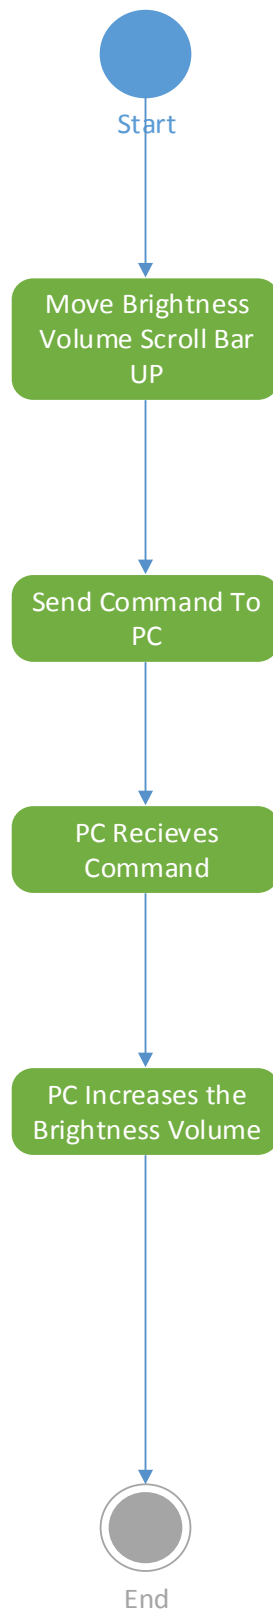 Start
Move Brightness
Volume Scroll Bar
UP
Send Command To
PC
PC Recieves
Command
PC Increases the
Brightness Volume
End